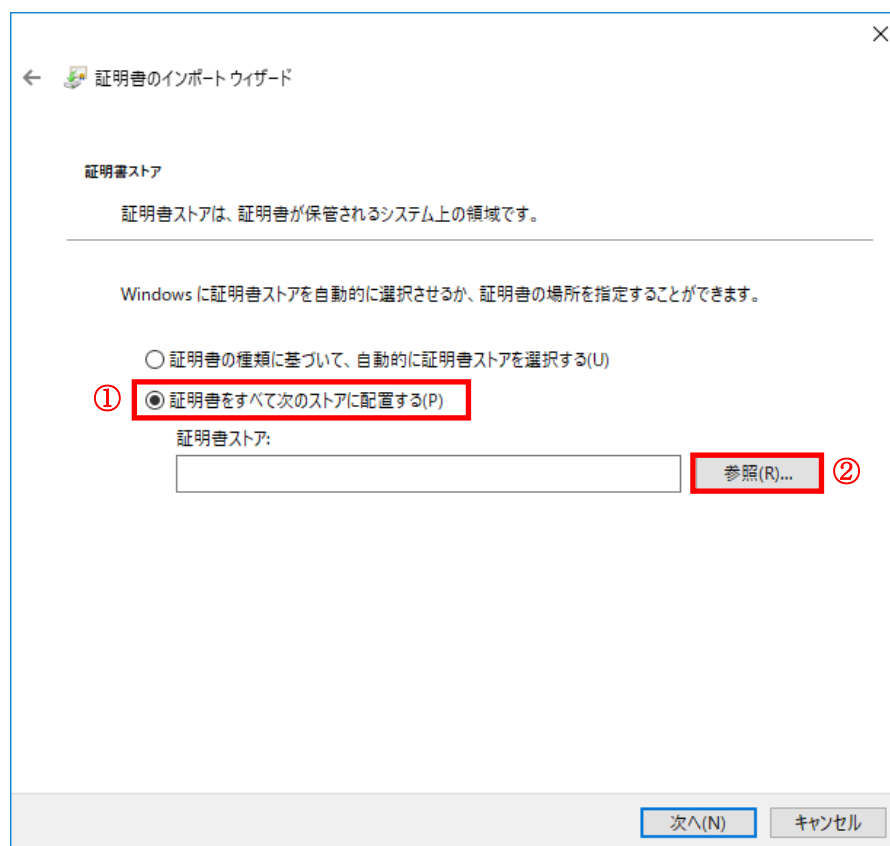 証明書のインポート ウィザード
証明書ストア
証明書ストアは、証明書が保管されるシステム上の領域です。
Windows に証明書ストアを自動的に選択させるか、証明書の場所を指定することができます。
証明書の種類に基づいて、自動的に証明書ストアを選択する(U)
① 証明書をすべて次のストアに配置する(P)
証明書ストア:
参照(R)... ②
次へ(N) キャンセル